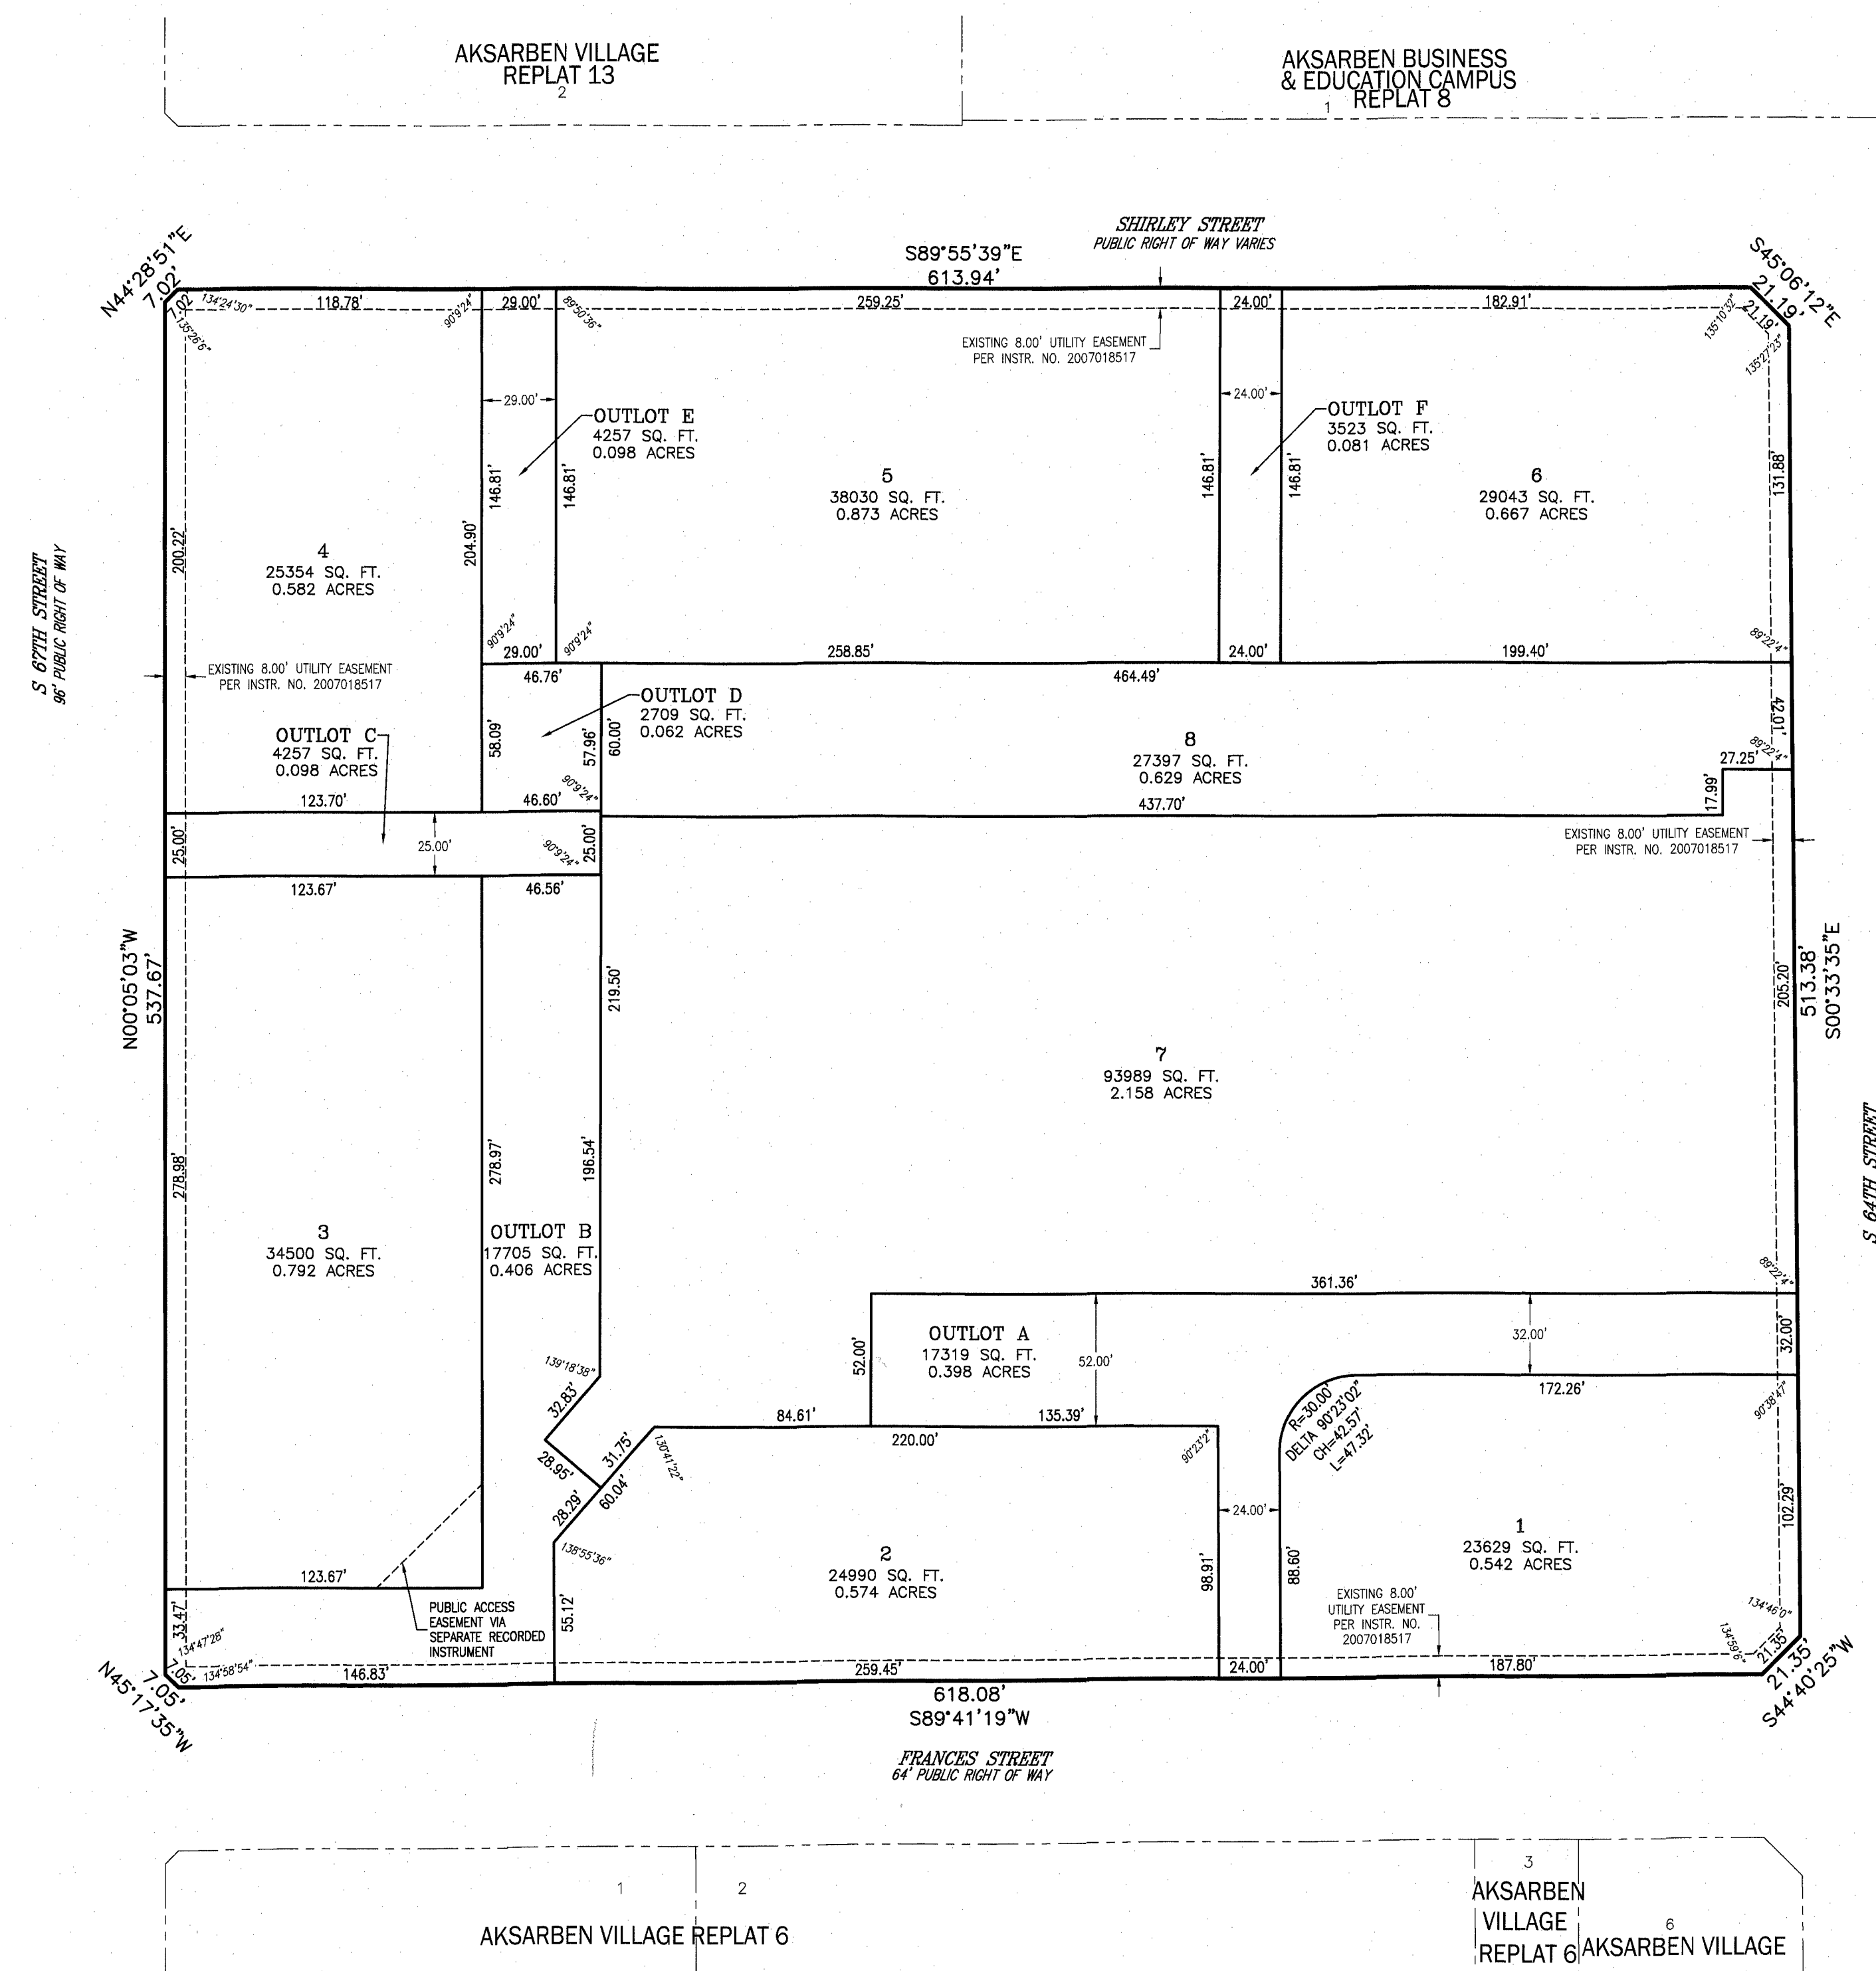 AKSARBEN VILLAGE
REPLAT 13
2
AKSARBEN BUSINESS
& EDUCATION CAMPUS
REPLAT 8
1
SHIRLEY STREET
PUBLIC RIGHT OF WAY VARIES
S89°55'39"E
613.94'
N44°28'51"E
7.02'
S45°06'12"E
21.19'
7.02'
134°24'30"
118.78'
90°9'24"
29.00'
89°50'36"
259.25'
24.00'
182.91'
135°10'32"
21.19'
135°26'6"
135°27'23"
EXISTING 8.00' UTILITY EASEMENT
PER INSTR. NO. 2007018517
29.00'
24.00'
OUTLOT E
4257 SQ. FT.
0.098 ACRES
OUTLOT F
3523 SQ. FT.
0.081 ACRES
146.81'
146.81'
146.81'
146.81'
131.88'
5
38030 SQ. FT.
0.873 ACRES
6
29043 SQ. FT.
0.667 ACRES
200.22'
204.90'
4
25354 SQ. FT.
0.582 ACRES
S 67TH STREET
96' PUBLIC RIGHT OF WAY
90°9'24"
90°9'24"
89°22'4"
29.00'
258.85'
24.00'
199.40'
EXISTING 8.00' UTILITY EASEMENT
PER INSTR. NO. 2007018517
46.76'
464.49'
OUTLOT D
2709 SQ. FT.
0.062 ACRES
42.01'
58.09'
57.96'
60.00'
OUTLOT C
4257 SQ. FT.
0.098 ACRES
8
27397 SQ. FT.
0.629 ACRES
89°22'4"
27.25'
17.99'
123.70'
46.60'
90°9'24"
437.70'
25.00'
25.00'
90°9'24"
25.00'
EXISTING 8.00' UTILITY EASEMENT
PER INSTR. NO. 2007018517
123.67'
46.56'
N00°05'03"W
537.67'
219.50'
205.20'
513.38'
S00°33'35"E
7
93989 SQ. FT.
2.158 ACRES
278.98'
278.97'
196.54'
S 64TH STREET
3
34500 SQ. FT.
0.792 ACRES
OUTLOT B
17705 SQ. FT.
0.406 ACRES
89°22'4"
361.36'
OUTLOT A
17319 SQ. FT.
0.398 ACRES
52.00'
52.00'
32.00'
32.00'
139°18'38"
32.83'
172.26'
90°38'47"
R=30.00'
DELTA 90°23'02"
CH=42.57'
L=47.32'
84.61'
135.39'
220.00'
90°23'2"
31.75'
130°41'22"
28.95'
60.04'
28.29'
24.00'
102.29'
138°55'36"
2
24990 SQ. FT.
0.574 ACRES
1
23629 SQ. FT.
0.542 ACRES
98.91'
88.60'
123.67'
55.12'
33.47'
PUBLIC ACCESS
EASEMENT VIA
SEPARATE RECORDED
INSTRUMENT
EXISTING 8.00'
UTILITY EASEMENT
PER INSTR. NO.
2007018517
134°46'0"
134°59'6"
21.35'
134°47'28"
7.05'
134°58'54"
146.83'
259.45'
24.00'
187.80'
21.35'
S44°40'25"W
7.05'
N45°17'35"W
618.08'
S89°41'19"W
FRANCES STREET
64' PUBLIC RIGHT OF WAY
1
2
AKSARBEN VILLAGE REPLAT 6
3
AKSARBEN
VILLAGE
REPLAT 6
6
AKSARBEN VILLAGE